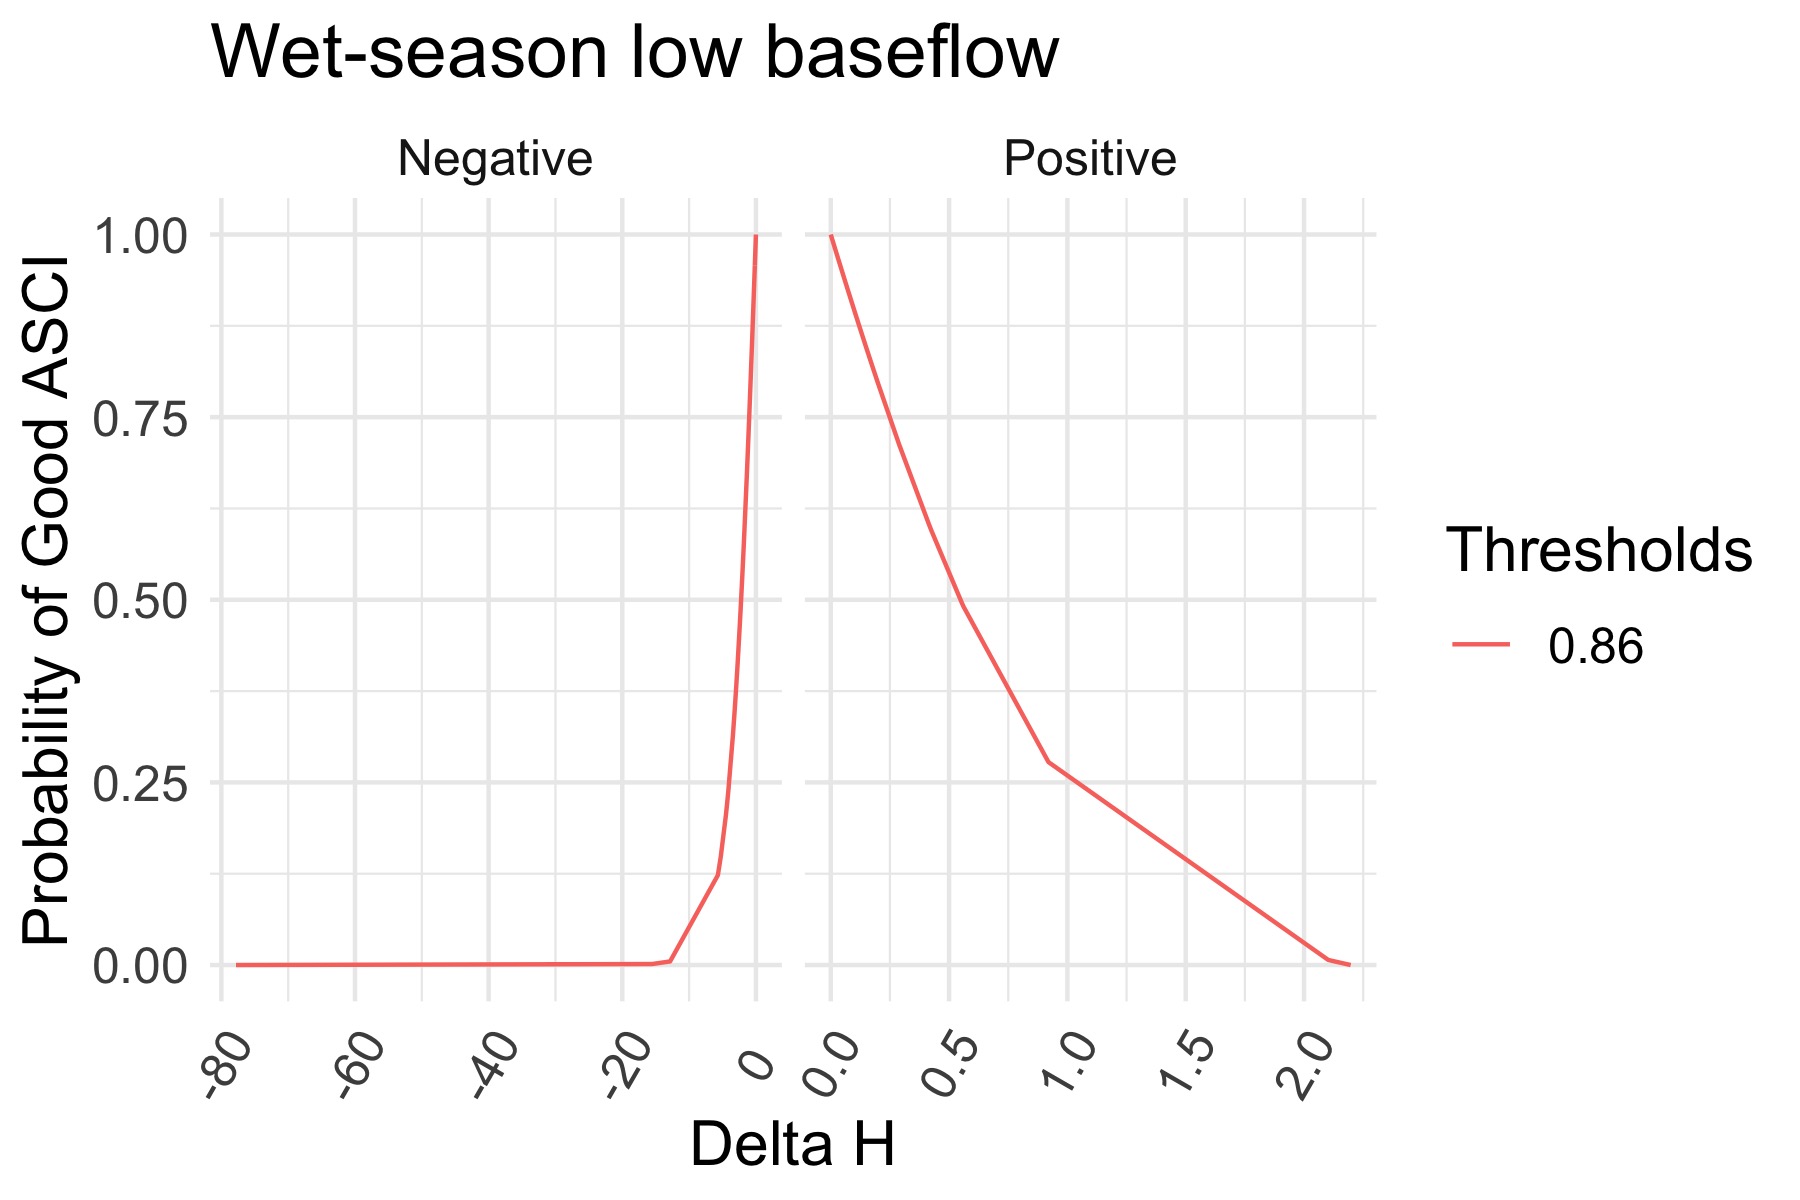 Wet-season low baseflow
Negative
Positive
Probability of Good ASCI
1.00
0.75
0.50
0.25
0.00
-80
-60
-40
-20
0
0.0
0.5
1.0
1.5
2.0
Delta H
Thresholds
0.86